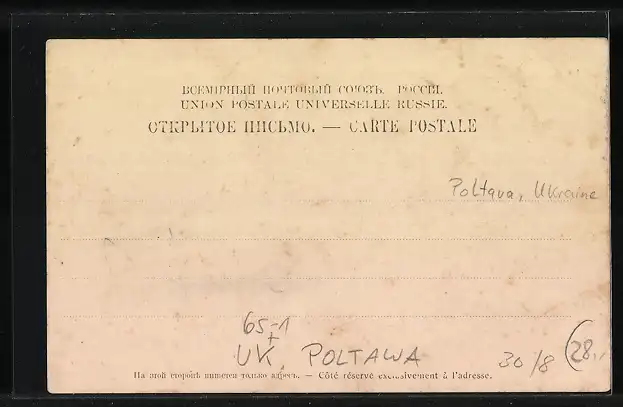 ВСЕМІРНЫЙ ПОЧТОВЫЙ СОЮЗЪ. РОССІЯ.
UNION POSTALE UNIVERSELLE RUSSIE.
ОТКРЫТОЕ ПИСЬМО. — CARTE POSTALE
Poltava, Ukraine
65-1
UK, POLTAWA
30/8
(28.,
На этой сторонѣ пишется только адресъ. — Côté réservé exclusivement à l'adresse.